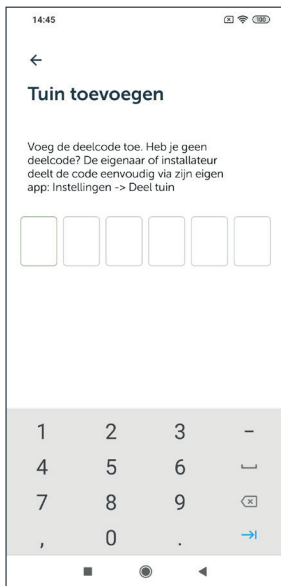 14:45
100
Tuin toevoegen
Voeg de deelcode toe. Heb je geen
deelcode? De eigenaar of installateur
deelt de code eenvoudig via zijn eigen
app: Instellingen -> Deel tuin
1 2 3 -
4 5 6
7 8 9
, 0 .